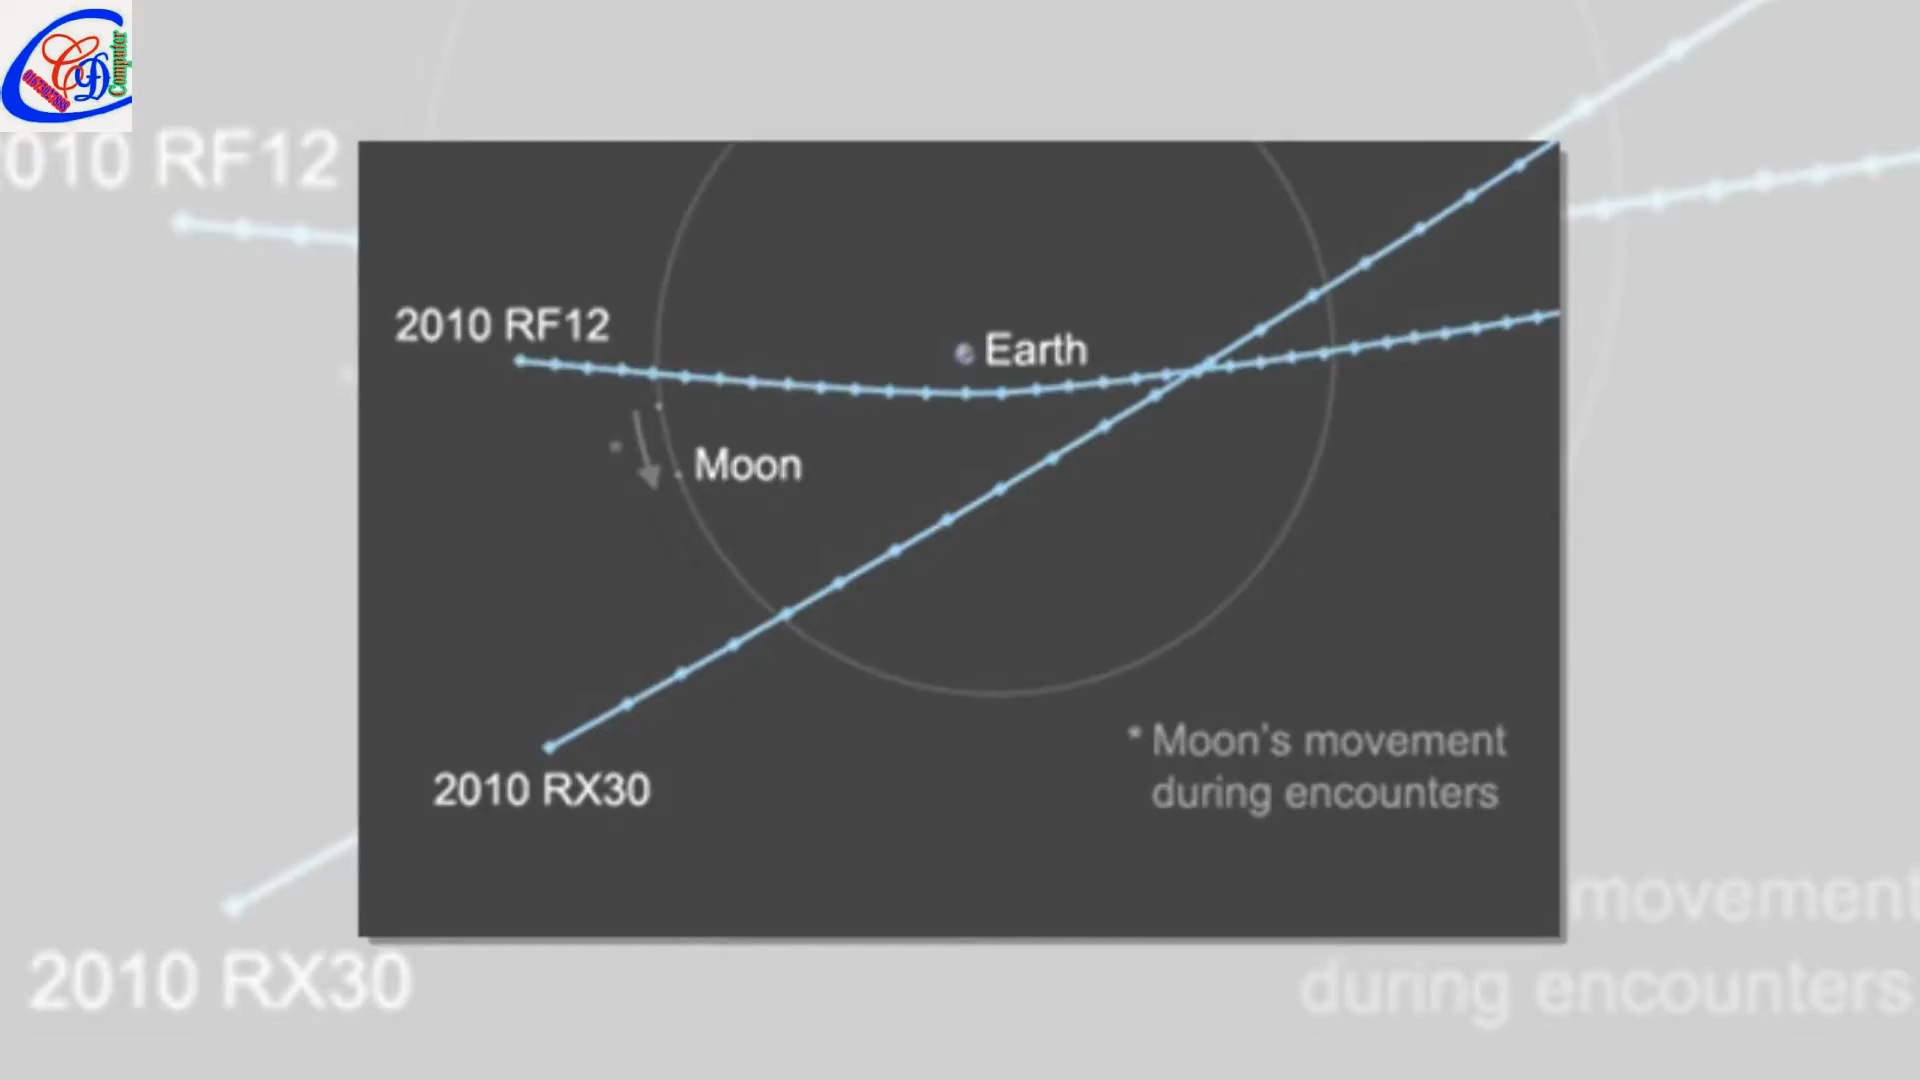 Computer
010 RF12
2010 RF12
Earth
Moon
* Moon's movement
during encounters
2010 RX30
movement
2010 RX30
during encounters